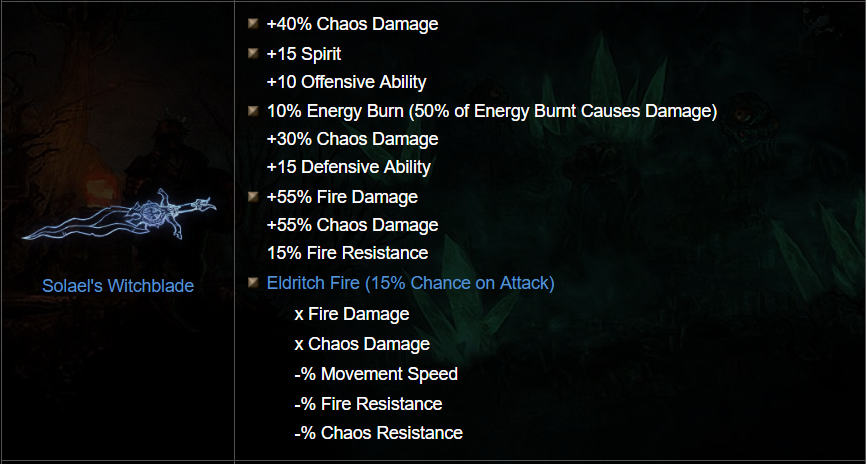 +40% Chaos Damage
+15 Spirit
+10 Offensive Ability
10% Energy Burn (50% of Energy Burnt Causes Damage)
+30% Chaos Damage
+15 Defensive Ability
+55% Fire Damage
+55% Chaos Damage
15% Fire Resistance
Solael's Witchblade
Eldritch Fire (15% Chance on Attack)
x Fire Damage
x Chaos Damage
-% Movement Speed
-% Fire Resistance
-% Chaos Resistance